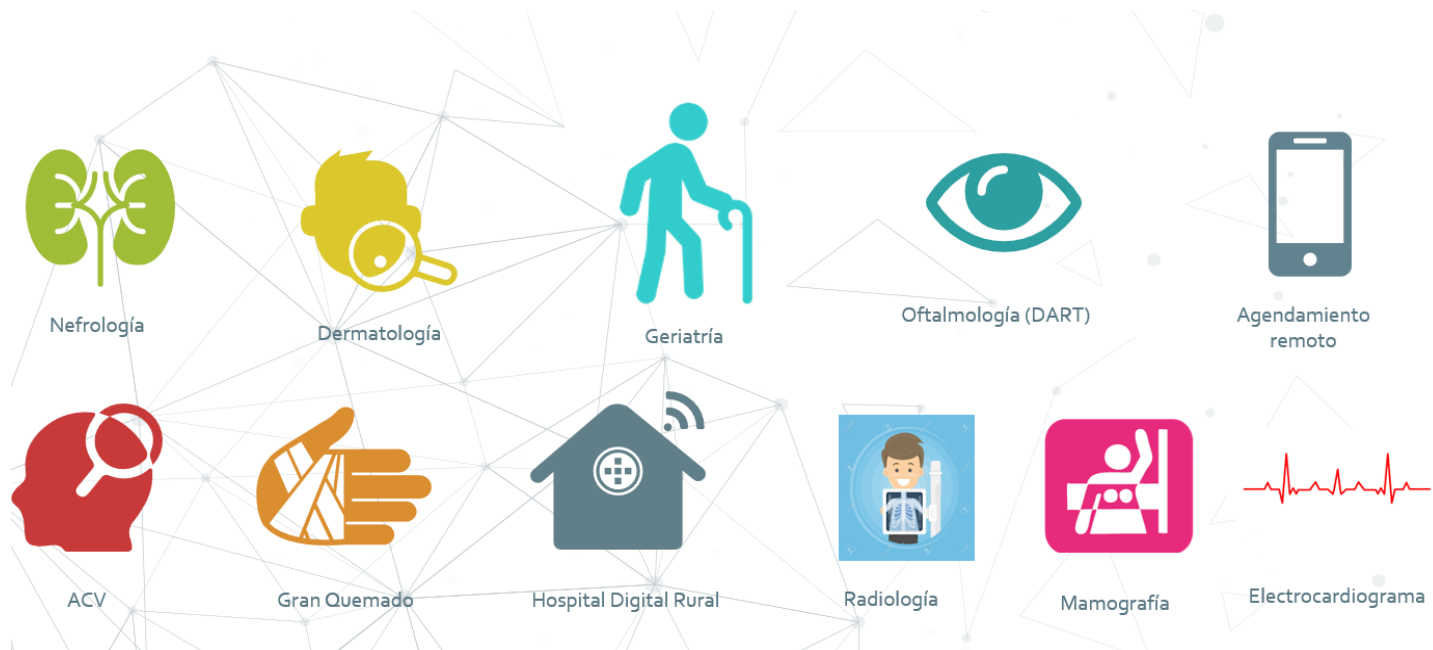 Nefrología
Dermatología
Geriatría
Oftalmología (DART)
Agendamiento
remoto
ACV
Gran Quemado
Hospital Digital Rural
Radiología
Mamografía
Electrocardiograma